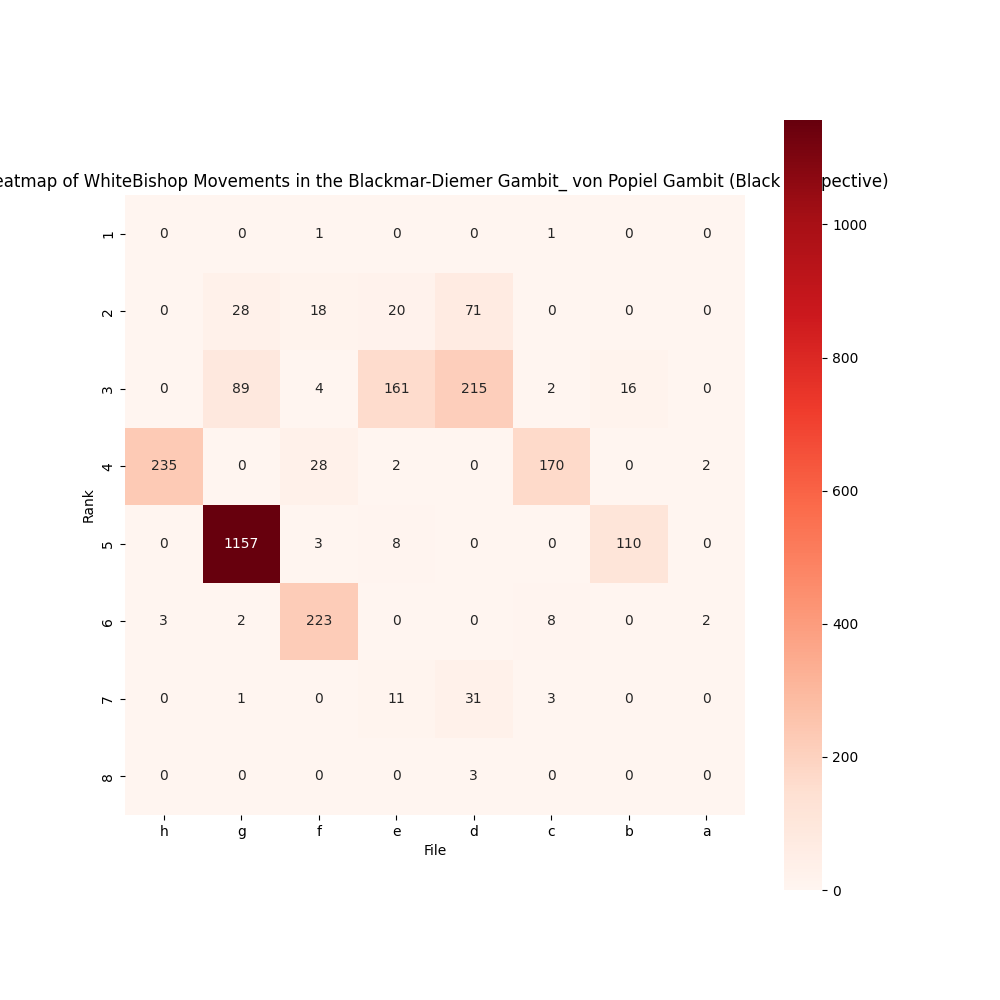 eatmap of WhiteBishop Movements in the Blackmar-Diemer Gambit_ von Popiel Gambit (Black pective)
1 0 0 1 0 0 1 0 0
2 0 28 18 20 71 0 0 0
3 0 89 4 161 215 2 16 0
4 235 0 28 2 0 170 0 2
5 0 1157 3 8 0 0 110 0
6 3 2 223 0 0 8 0 2
7 0 1 0 11 31 3 0 0
8 0 0 0 0 3 0 0 0
h g f e d c b a
File
Rank
1000
800
600
400
200
0